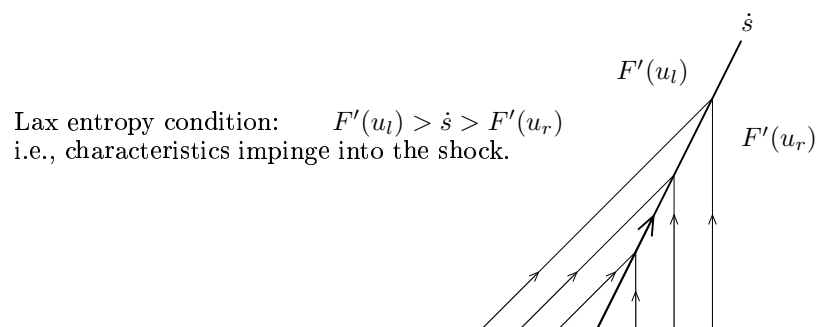 ṡ
F′(u_l)
Lax entropy condition: F′(u_l) > ṡ > F′(u_r)
F′(u_r)
i.e., characteristics impinge into the shock.